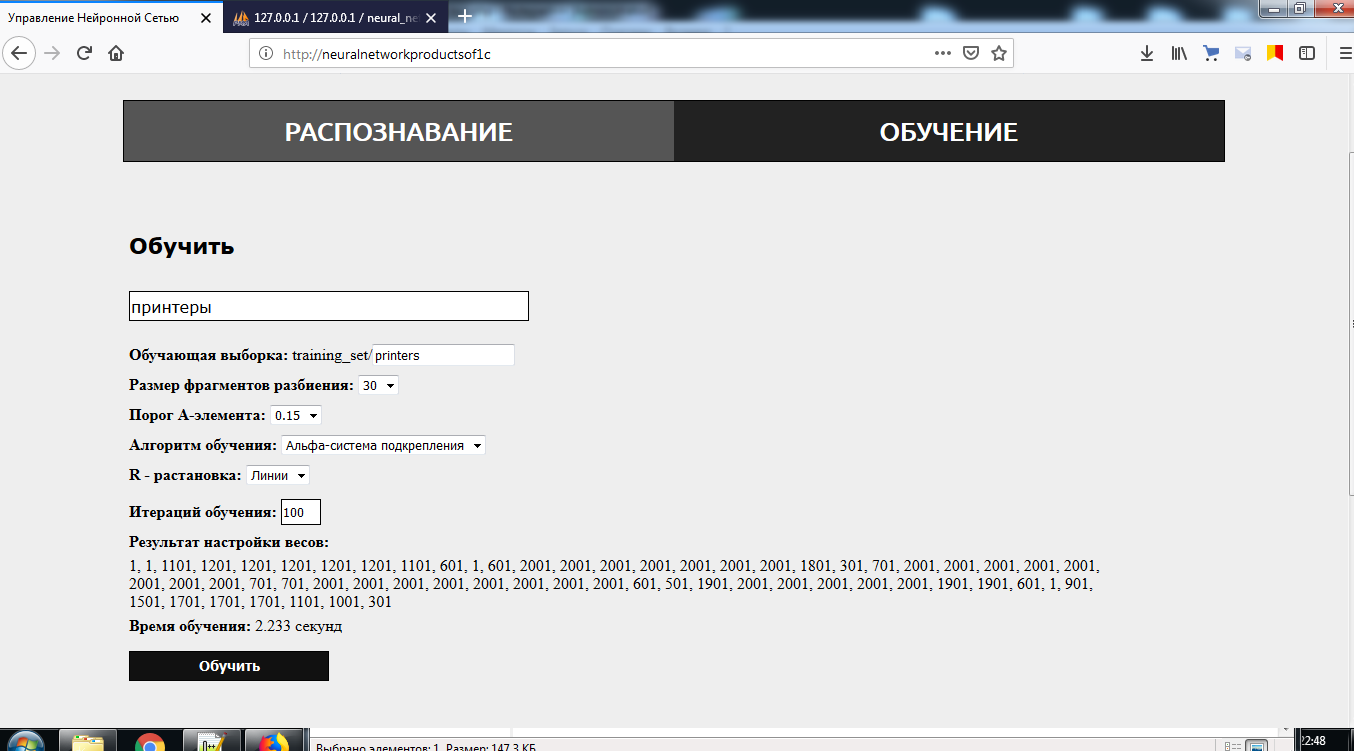 Управление Нейронной Сетью
127.0.0.1 / 127.0.0.1 / neural_ne
http://neuralnetworkproductsof1c
РАСПОЗНАВАНИЕ
ОБУЧЕНИЕ
Обучить
принтеры
Обучающая выборка: training_set/printers
Размер фрагментов разбиения: 30
Порог А-элемента: 0.15
Алгоритм обучения: Альфа-система подкрепления
R - растановка: Линии
Итераций обучения: 100
Результат настройки весов:
1, 1, 1101, 1201, 1201, 1201, 1201, 1201, 1101, 601, 1, 601, 2001, 2001, 2001, 2001, 2001, 2001, 2001, 1801, 301, 701, 2001, 2001, 2001, 2001, 2001,
2001, 2001, 2001, 701, 701, 2001, 2001, 2001, 2001, 2001, 2001, 2001, 2001, 601, 501, 1901, 2001, 2001, 2001, 2001, 2001, 1901, 1901, 601, 1, 901,
1501, 1701, 1701, 1701, 1101, 1001, 301
Время обучения: 2.233 секунд
Обучить
Выбрано элементов: 1. Размер: 147,3 КБ
22:48